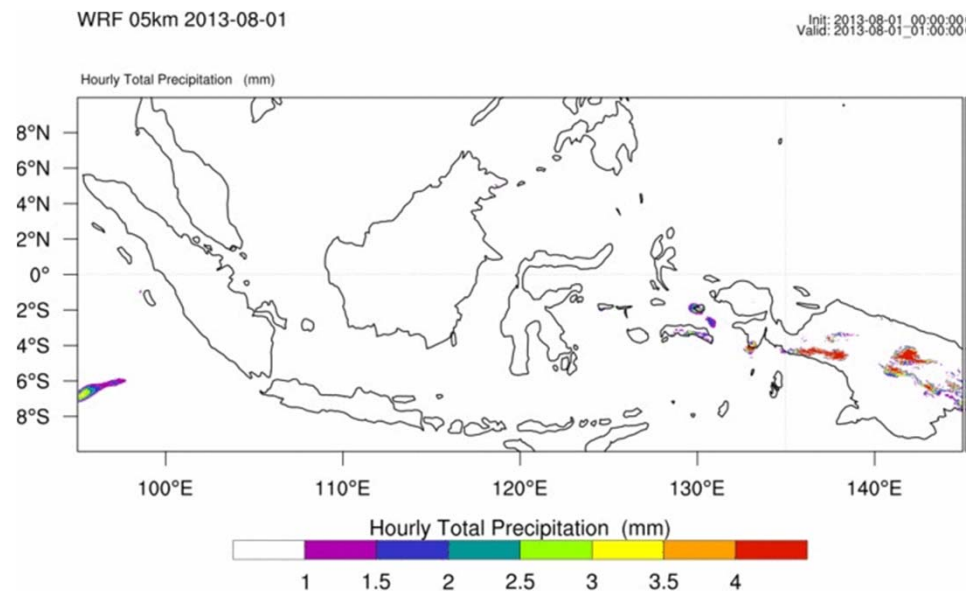 WRF 05km 2013-08-01
Init: 2013-08-01_00:00:00
Valid: 2013-08-01_01:00:00
Hourly Total Precipitation (mm)
8°N
6°N
4°N
2°N
0°
2°S
4°S
6°S
8°S
100°E 110°E 120°E 130°E 140°E
Hourly Total Precipitation (mm)
1 1.5 2 2.5 3 3.5 4